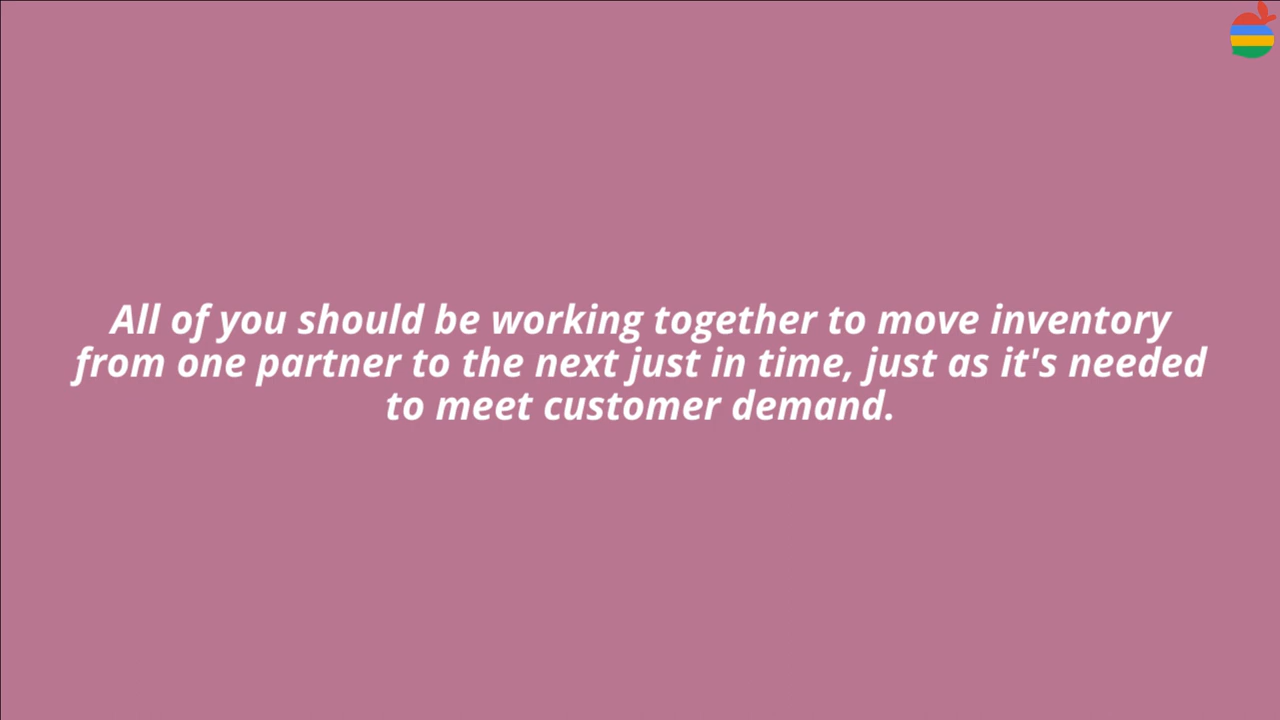 All of you should be working together to move inventory
from one partner to the next just in time, just as it's needed
to meet customer demand.